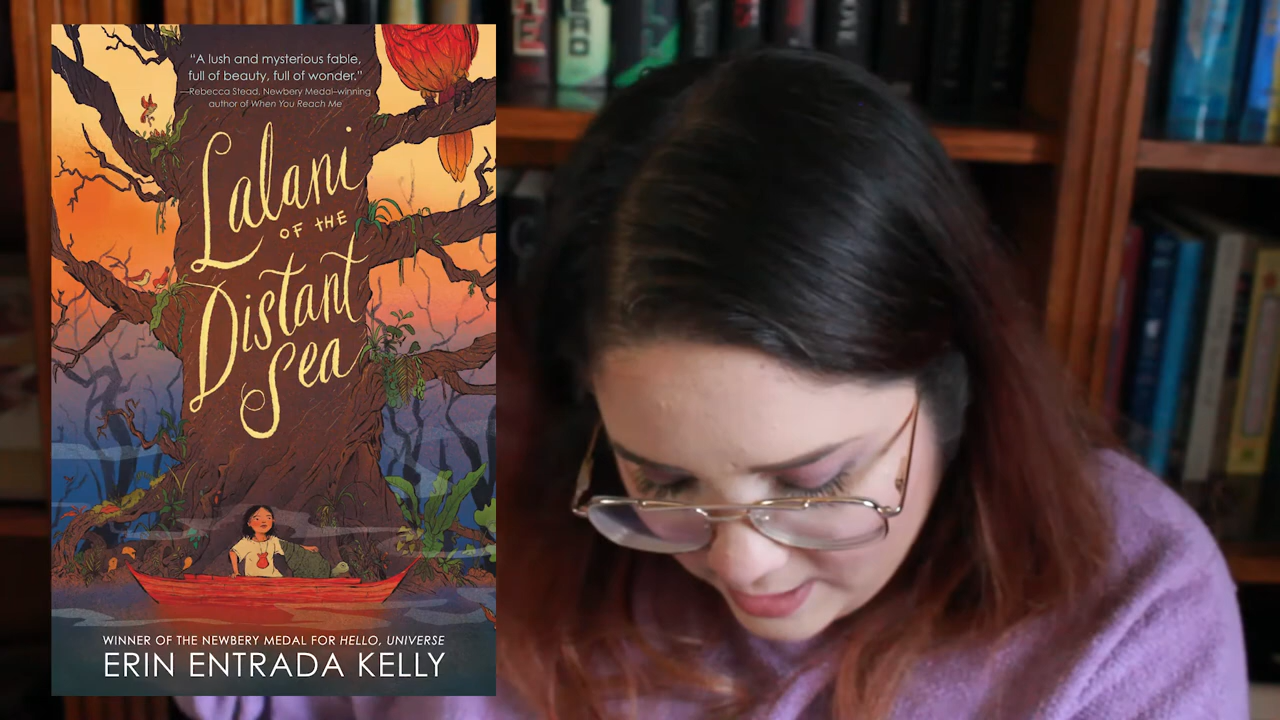 “A lush and mysterious fable,
full of beauty, full of wonder.”
—Rebecca Stead, Newbery Medal–winning
author of When You Reach Me
Lalani
OF THE
Distant
Sea
WINNER OF THE NEWBERY MEDAL FOR HELLO, UNIVERSE
ERIN ENTRADA KELLY